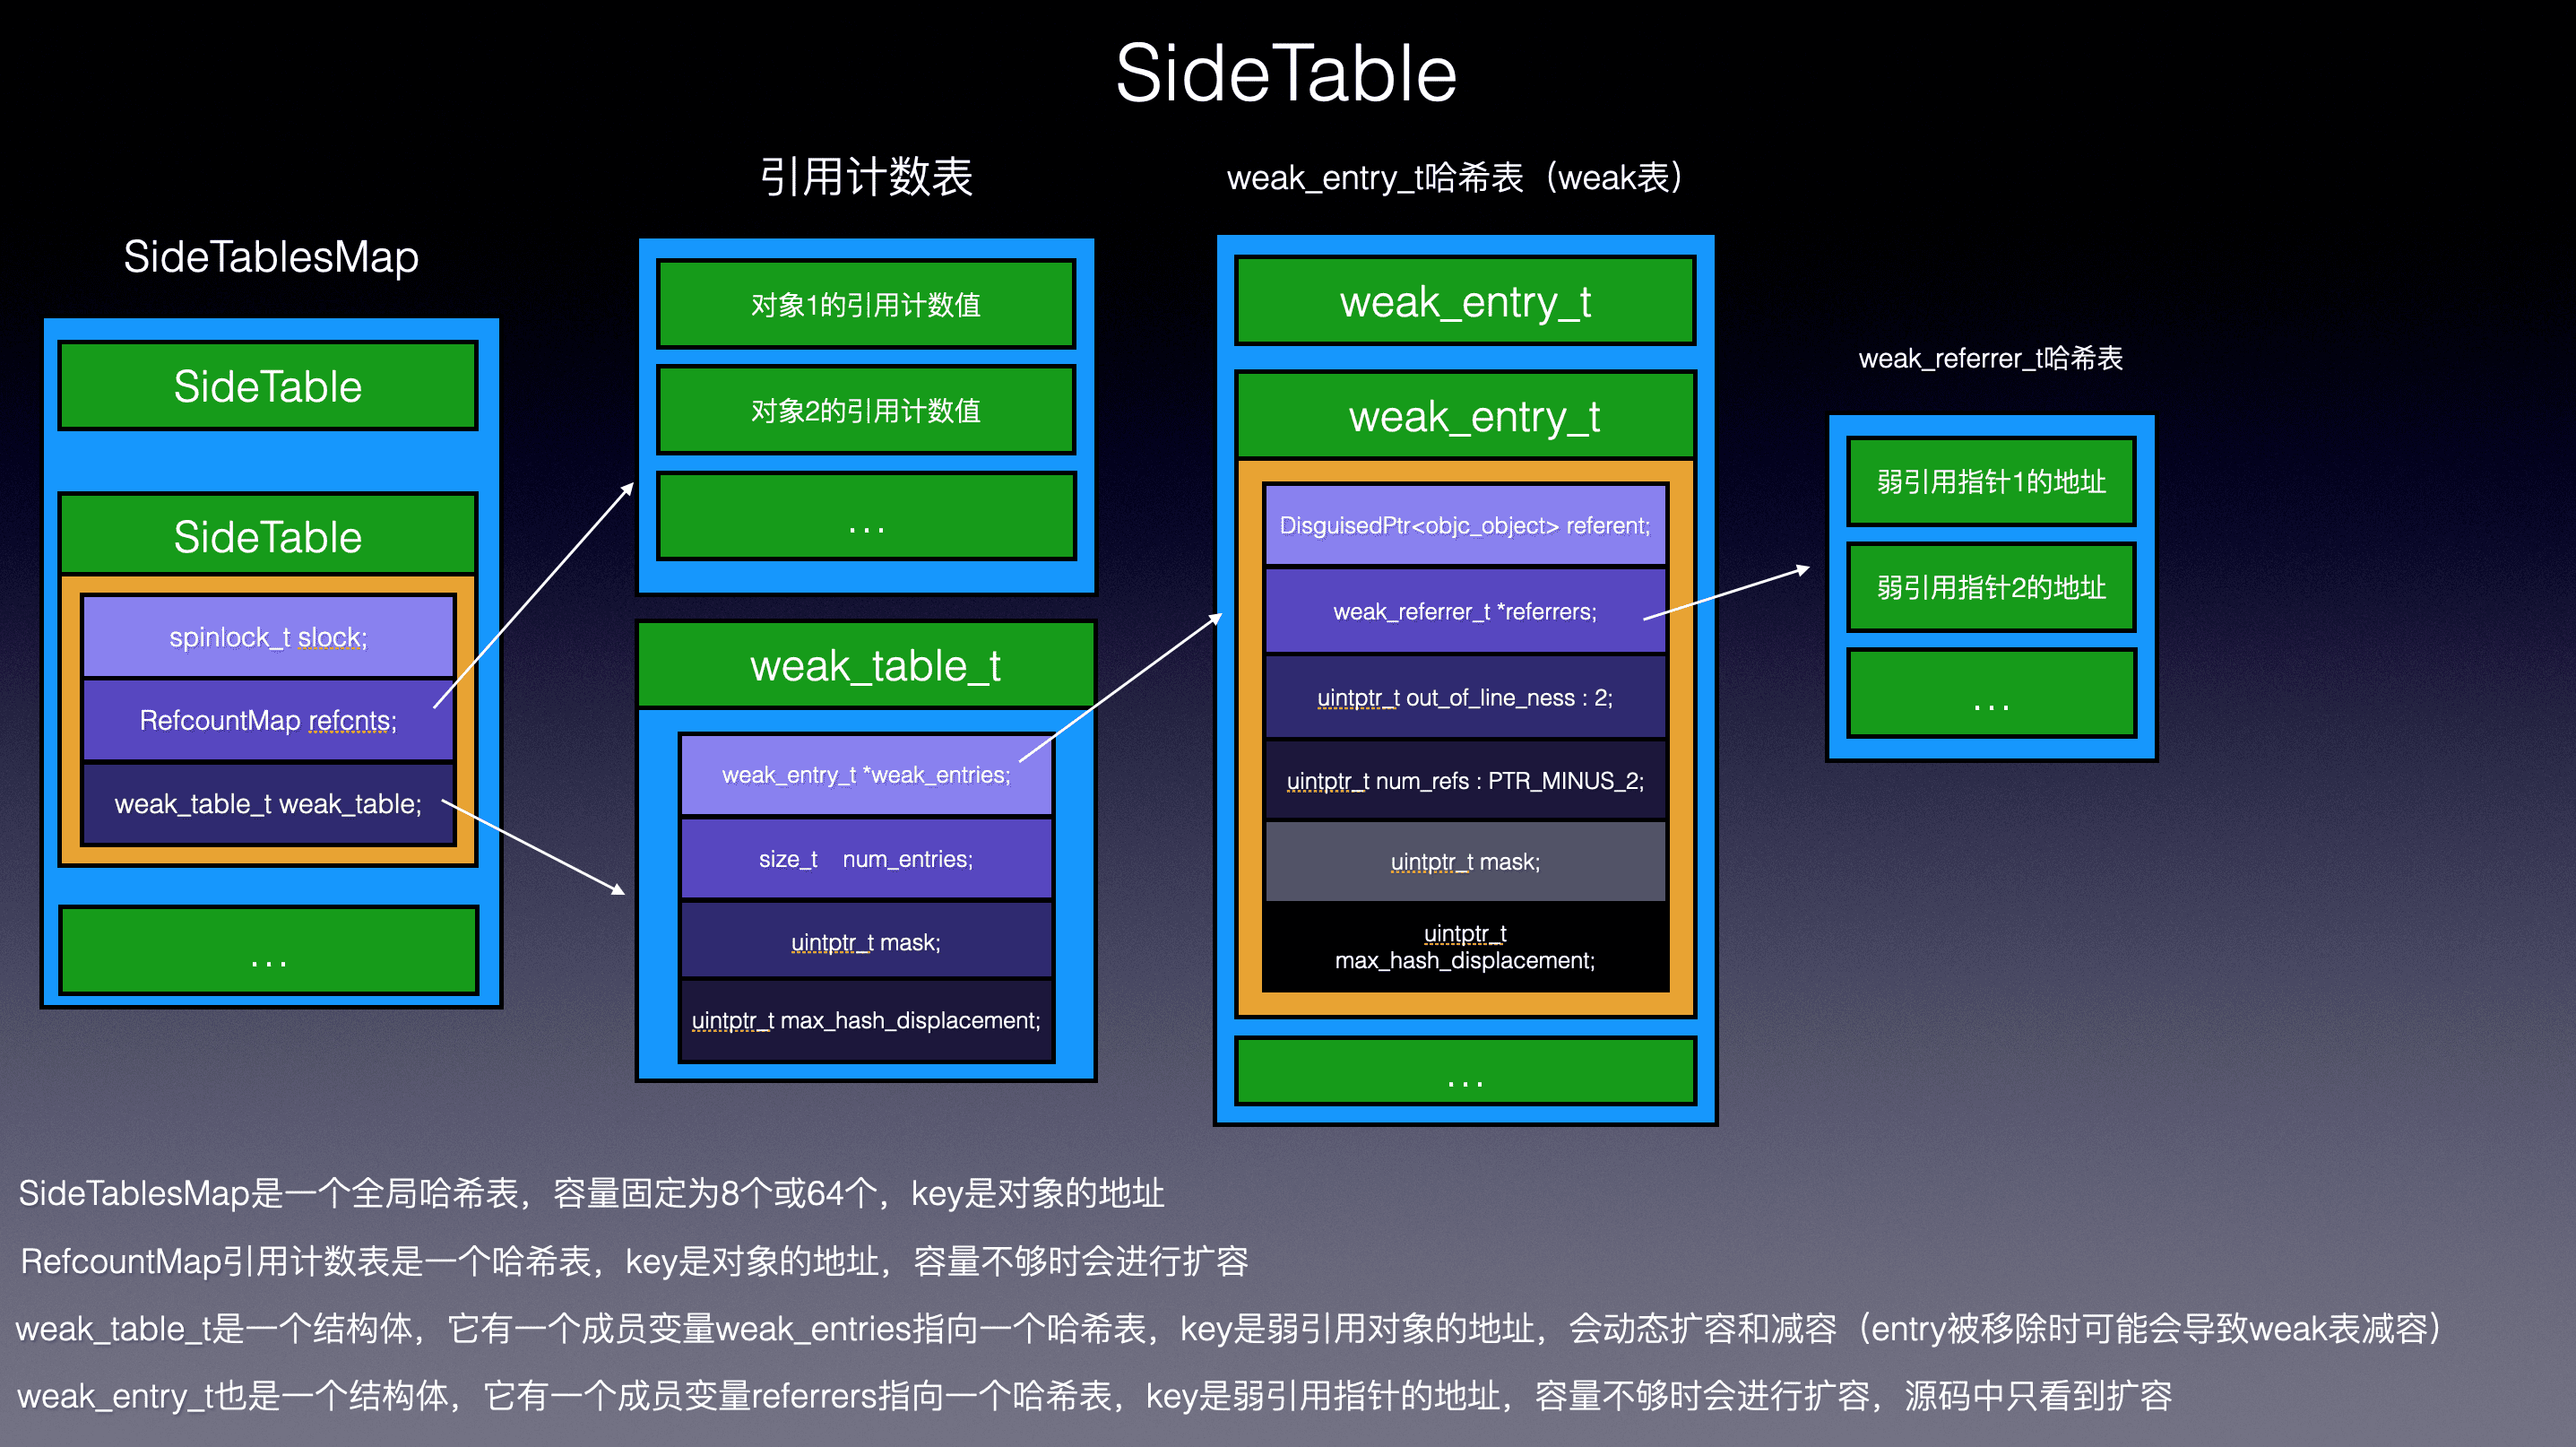 SideTable
SideTablesMap
SideTable
SideTable
spinlock_t slock;
RefcountMap refcnts;
weak_table_t weak_table;
...
引用计数表
对象1的引用计数值
对象2的引用计数值
...
weak_table_t
weak_entry_t *weak_entries;
size_t    num_entries;
uintptr_t mask;
uintptr_t max_hash_displacement;
weak_entry_t哈希表（weak表）
weak_entry_t
weak_entry_t
DisguisedPtr<objc_object> referent;
weak_referrer_t *referrers;
uintptr_t out_of_line_ness : 2;
uintptr_t num_refs : PTR_MINUS_2;
uintptr_t mask;
uintptr_t
max_hash_displacement;
...
weak_referrer_t哈希表
弱引用指针1的地址
弱引用指针2的地址
...
SideTablesMap是一个全局哈希表，容量固定为8个或64个，key是对象的地址
RefcountMap引用计数表是一个哈希表，key是对象的地址，容量不够时会进行扩容
weak_table_t是一个结构体，它有一个成员变量weak_entries指向一个哈希表，key是弱引用对象的地址，会动态扩容和减容（entry被移除时可能会导致weak表减容）
weak_entry_t也是一个结构体，它有一个成员变量referrers指向一个哈希表，key是弱引用指针的地址，容量不够时会进行扩容，源码中只看到扩容